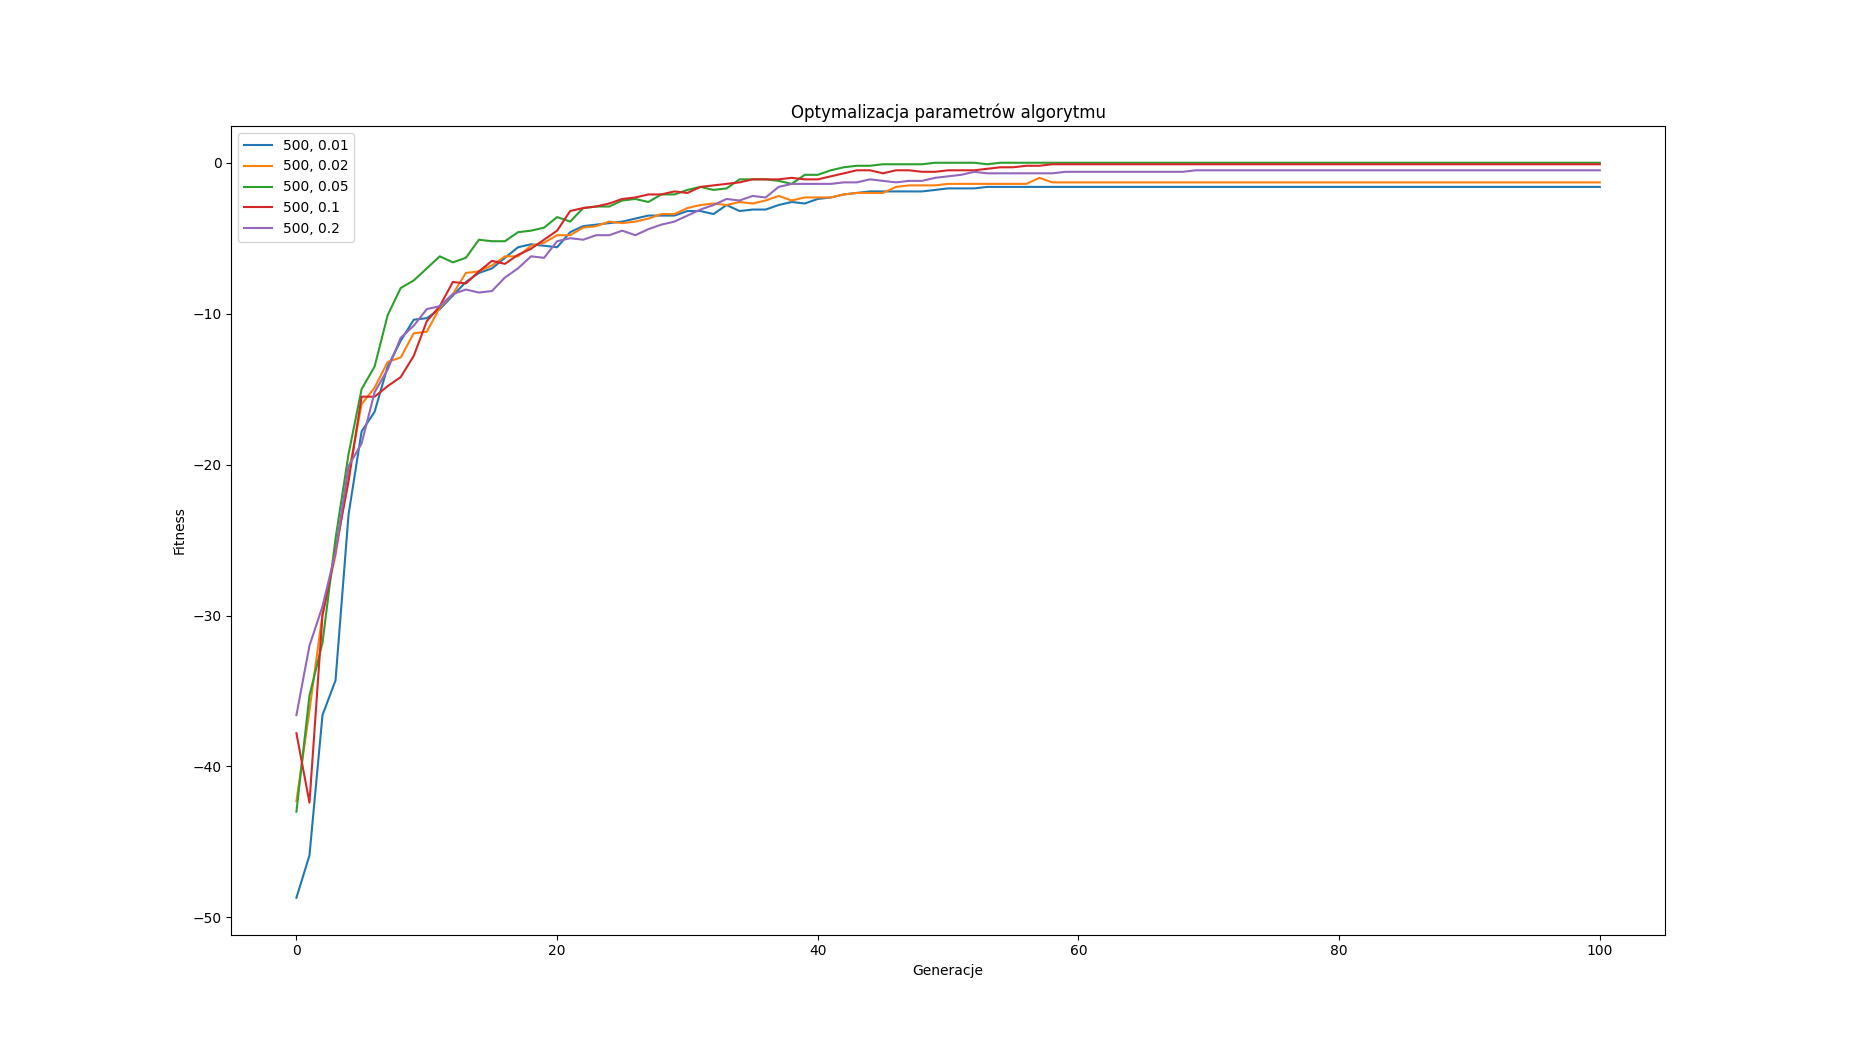 Optymalizacja parametrów algorytmu
500, 0.01
500, 0.02
500, 0.05
500, 0.1
500, 0.2
Fitness
0
−10
−20
−30
−40
−50
0 20 40 60 80 100
Generacje